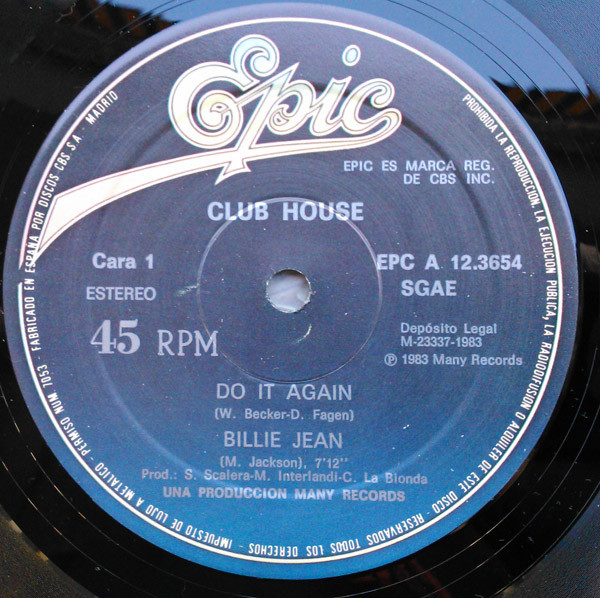 Epic
EPIC ES MARCA REG.
DE CBS INC.
CLUB HOUSE
Cara 1
ESTEREO
EPC A 12.3654
SGAE
45 RPM
Depósito Legal
M-23337-1983
℗ 1983 Many Records
DO IT AGAIN
(W. Becker-D. Fagen)
BILLIE JEAN
(M. Jackson), 7'12''
Prod.: S. Scalera-M. Interlandi-C. La Bionda
UNA PRODUCCION MANY RECORDS
PROHIBIDA LA REPRODUCCION, LA EJECUCION PUBLICA, LA RADIODIFUSION O ALQUILER DE ESTE DISCO - RESERVADOS TODOS LOS DERECHOS - IMPUESTO DE LUJO A METALICO - PERMISO NUM 7053 - FABRICADO EN ESPAÑA POR DISCOS CBS S.A. - MADRID